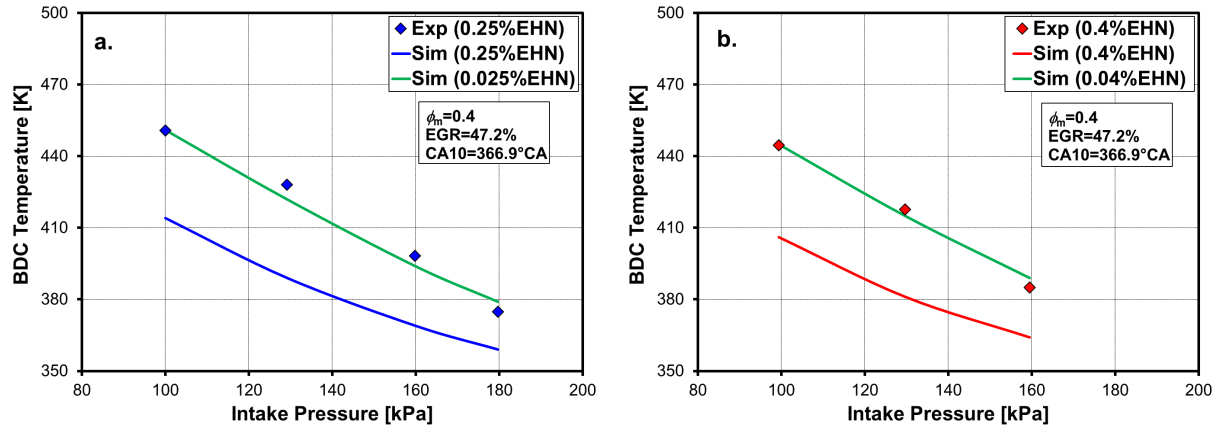 a.
Exp (0.25%EHN)
Sim (0.25%EHN)
Sim (0.025%EHN)
ϕm=0.4
EGR=47.2%
CA10=366.9°CA
BDC Temperature [K]
500
470
440
410
380
350
80 100 120 140 160 180 200
Intake Pressure [kPa]
b.
Exp (0.4%EHN)
Sim (0.4%EHN)
Sim (0.04%EHN)
ϕm=0.4
EGR=47.2%
CA10=366.9°CA
BDC Temperature [K]
500
470
440
410
380
350
80 100 120 140 160 180 200
Intake Pressure [kPa]